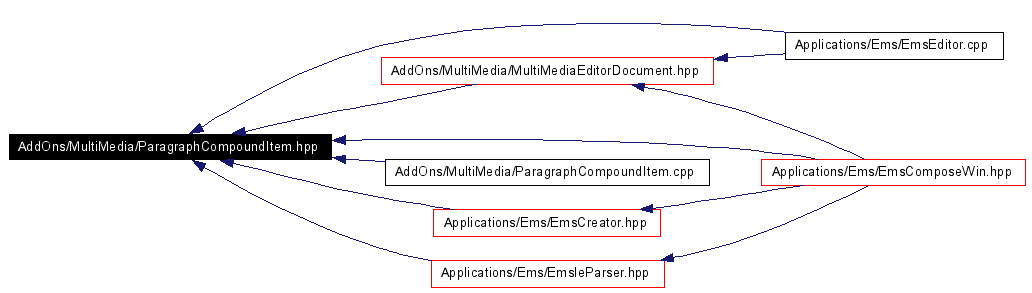 Applications/Ems/EmsEditor.cpp
AddOns/MultiMedia/MultiMediaEditorDocument.hpp
AddOns/MultiMedia/ParagraphCompoundItem.hpp
AddOns/MultiMedia/ParagraphCompoundItem.cpp
Applications/Ems/EmsComposeWin.hpp
Applications/Ems/EmsCreator.hpp
Applications/Ems/EmsleParser.hpp